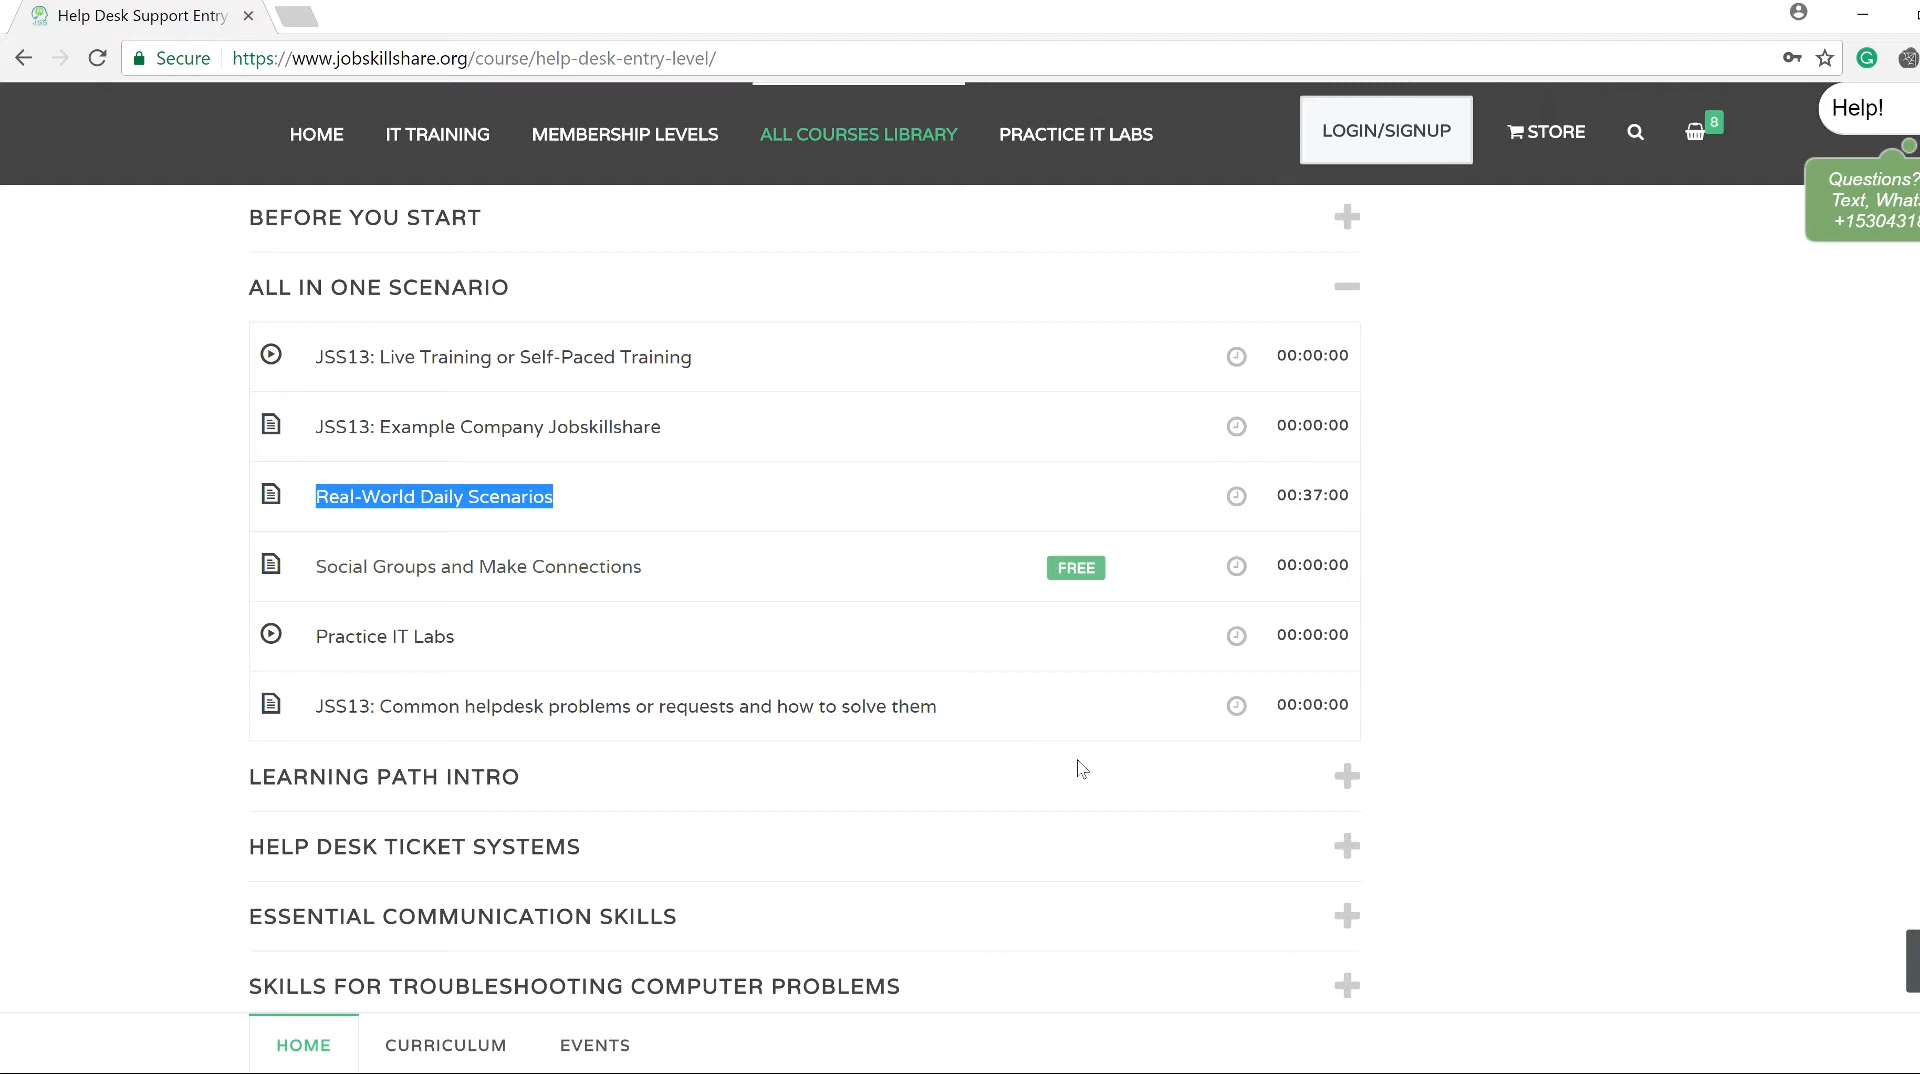 Help Desk Support Entry
Secure https://www.jobskillshare.org/course/help-desk-entry-level/
HOME IT TRAINING MEMBERSHIP LEVELS ALL COURSES LIBRARY PRACTICE IT LABS LOGIN/SIGNUP STORE 8
Help!
Questions?
Text, What
+1530431
BEFORE YOU START
ALL IN ONE SCENARIO
JSS13: Live Training or Self-Paced Training 00:00:00
JSS13: Example Company Jobskillshare 00:00:00
Real-World Daily Scenarios 00:37:00
Social Groups and Make Connections FREE 00:00:00
Practice IT Labs 00:00:00
JSS13: Common helpdesk problems or requests and how to solve them 00:00:00
LEARNING PATH INTRO
HELP DESK TICKET SYSTEMS
ESSENTIAL COMMUNICATION SKILLS
SKILLS FOR TROUBLESHOOTING COMPUTER PROBLEMS
HOME CURRICULUM EVENTS